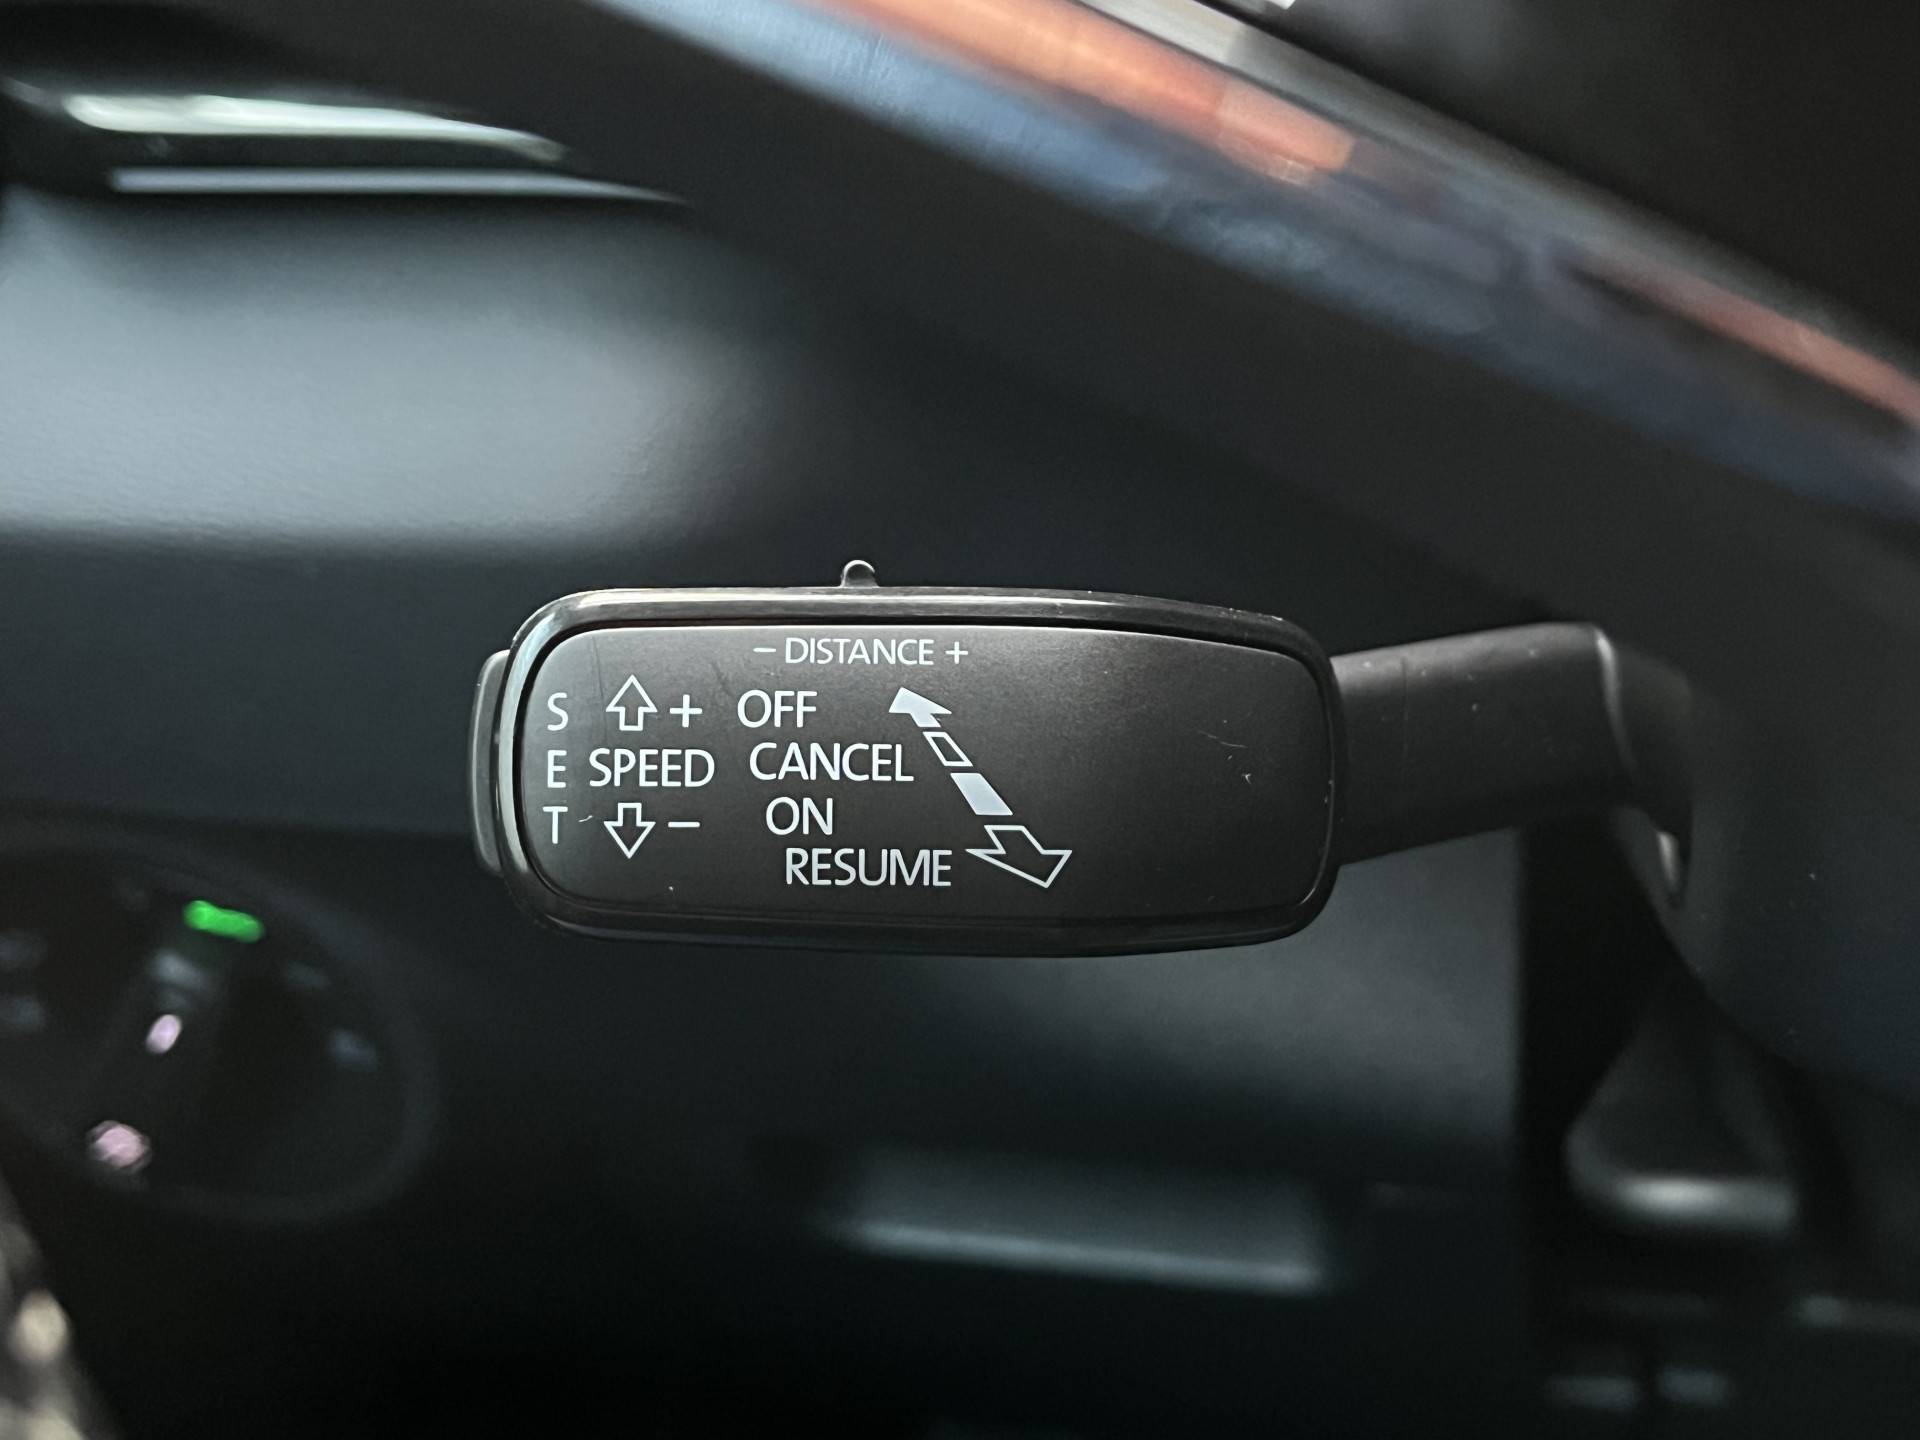 − DISTANCE +
S + OFF
E SPEED CANCEL
T − ON
RESUME